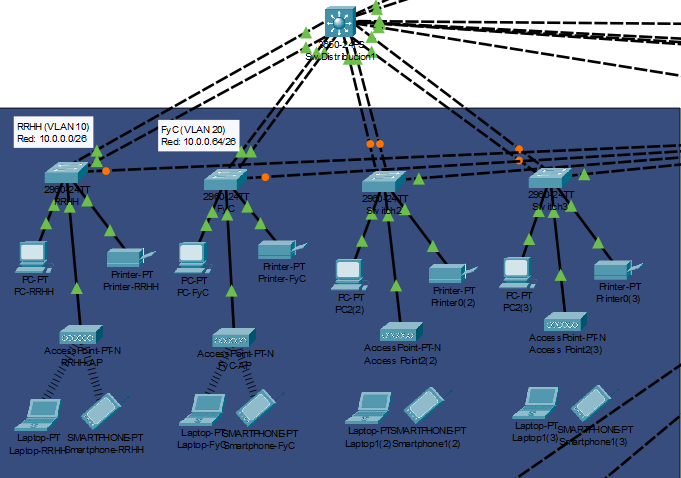 3560-24PS
Sw.Distribucion1
RRHH (VLAN 10)
Red: 10.0.0.0/26
FyC (VLAN 20)
Red: 10.0.0.64/26
2960-24TT
RRHH
2960-24TT
FyC
2960-24TT
Switch2
2960-24TT
Switch3
PC-PT
PC-RRHH
Printer-PT
Printer-RRHH
PC-PT
PC-FyC
Printer-PT
Printer-FyC
PC-PT
PC2(2)
Printer-PT
Printer0(2)
PC-PT
PC2(3)
Printer-PT
Printer0(3)
AccessPoint-PT-N
RRHH-AP
AccessPoint-PT-N
FyC-AP
AccessPoint-PT-N
Access Point2(2)
AccessPoint-PT-N
Access Point2(3)
Laptop-PT
Laptop-RRHH
SMARTPHONE-PT
Smartphone-RRHH
Laptop-PT
Laptop-FyC
SMARTPHONE-PT
Smartphone-FyC
Laptop-PT
Laptop1(2)
SMARTPHONE-PT
Smartphone1(2)
Laptop-PT
Laptop1(3)
SMARTPHONE-PT
Smartphone1(3)